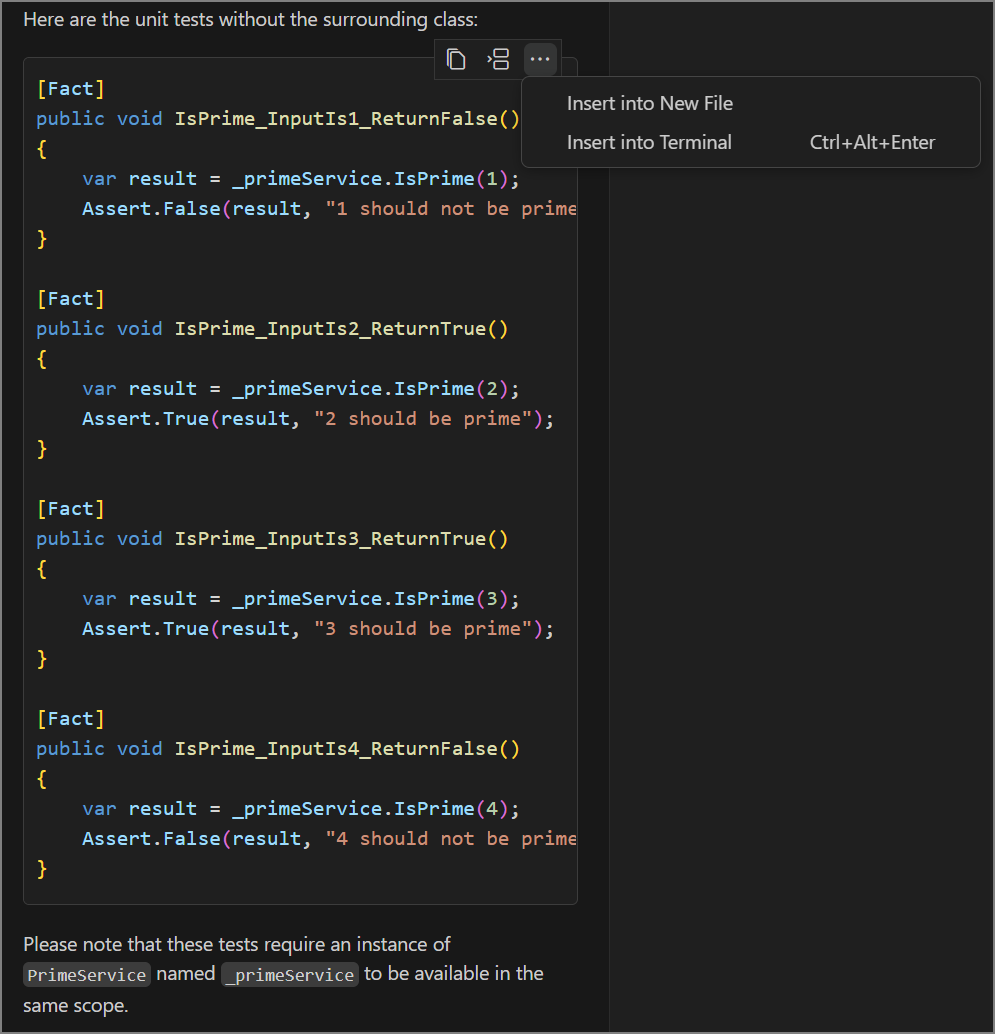 Here are the unit tests without the surrounding class:
Insert into New File
Insert into Terminal Ctrl+Alt+Enter
[Fact]
public void IsPrime_InputIs1_ReturnFalse()
{
    var result = _primeService.IsPrime(1);
    Assert.False(result, "1 should not be prime
}
[Fact]
public void IsPrime_InputIs2_ReturnTrue()
{
    var result = _primeService.IsPrime(2);
    Assert.True(result, "2 should be prime");
}
[Fact]
public void IsPrime_InputIs3_ReturnTrue()
{
    var result = _primeService.IsPrime(3);
    Assert.True(result, "3 should be prime");
}
[Fact]
public void IsPrime_InputIs4_ReturnFalse()
{
    var result = _primeService.IsPrime(4);
    Assert.False(result, "4 should not be prime
}
Please note that these tests require an instance of
PrimeService named _primeService to be available in the
same scope.